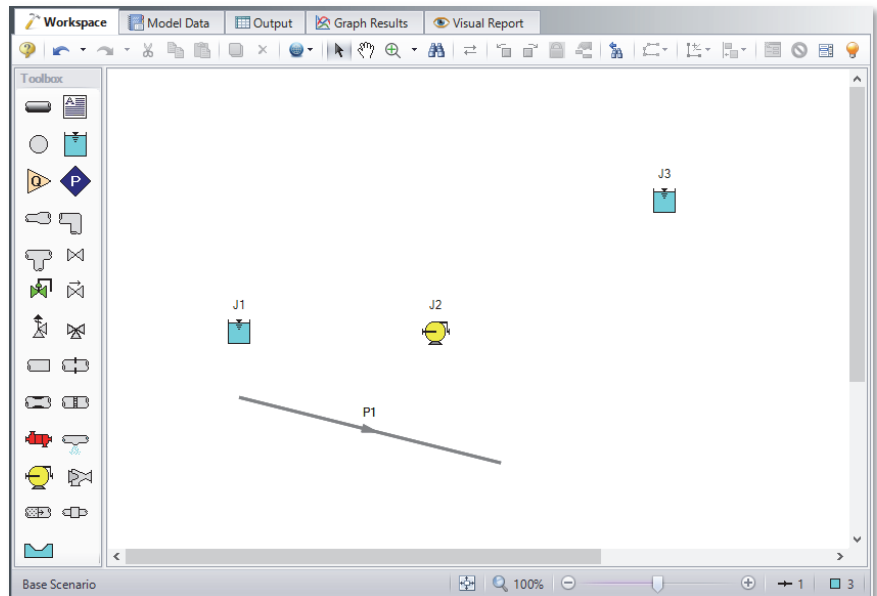 Workspace Model Data Output Graph Results Visual Report
Toolbox
A
Q P
J3
J1 J2
P1
Base Scenario 100% 1 3